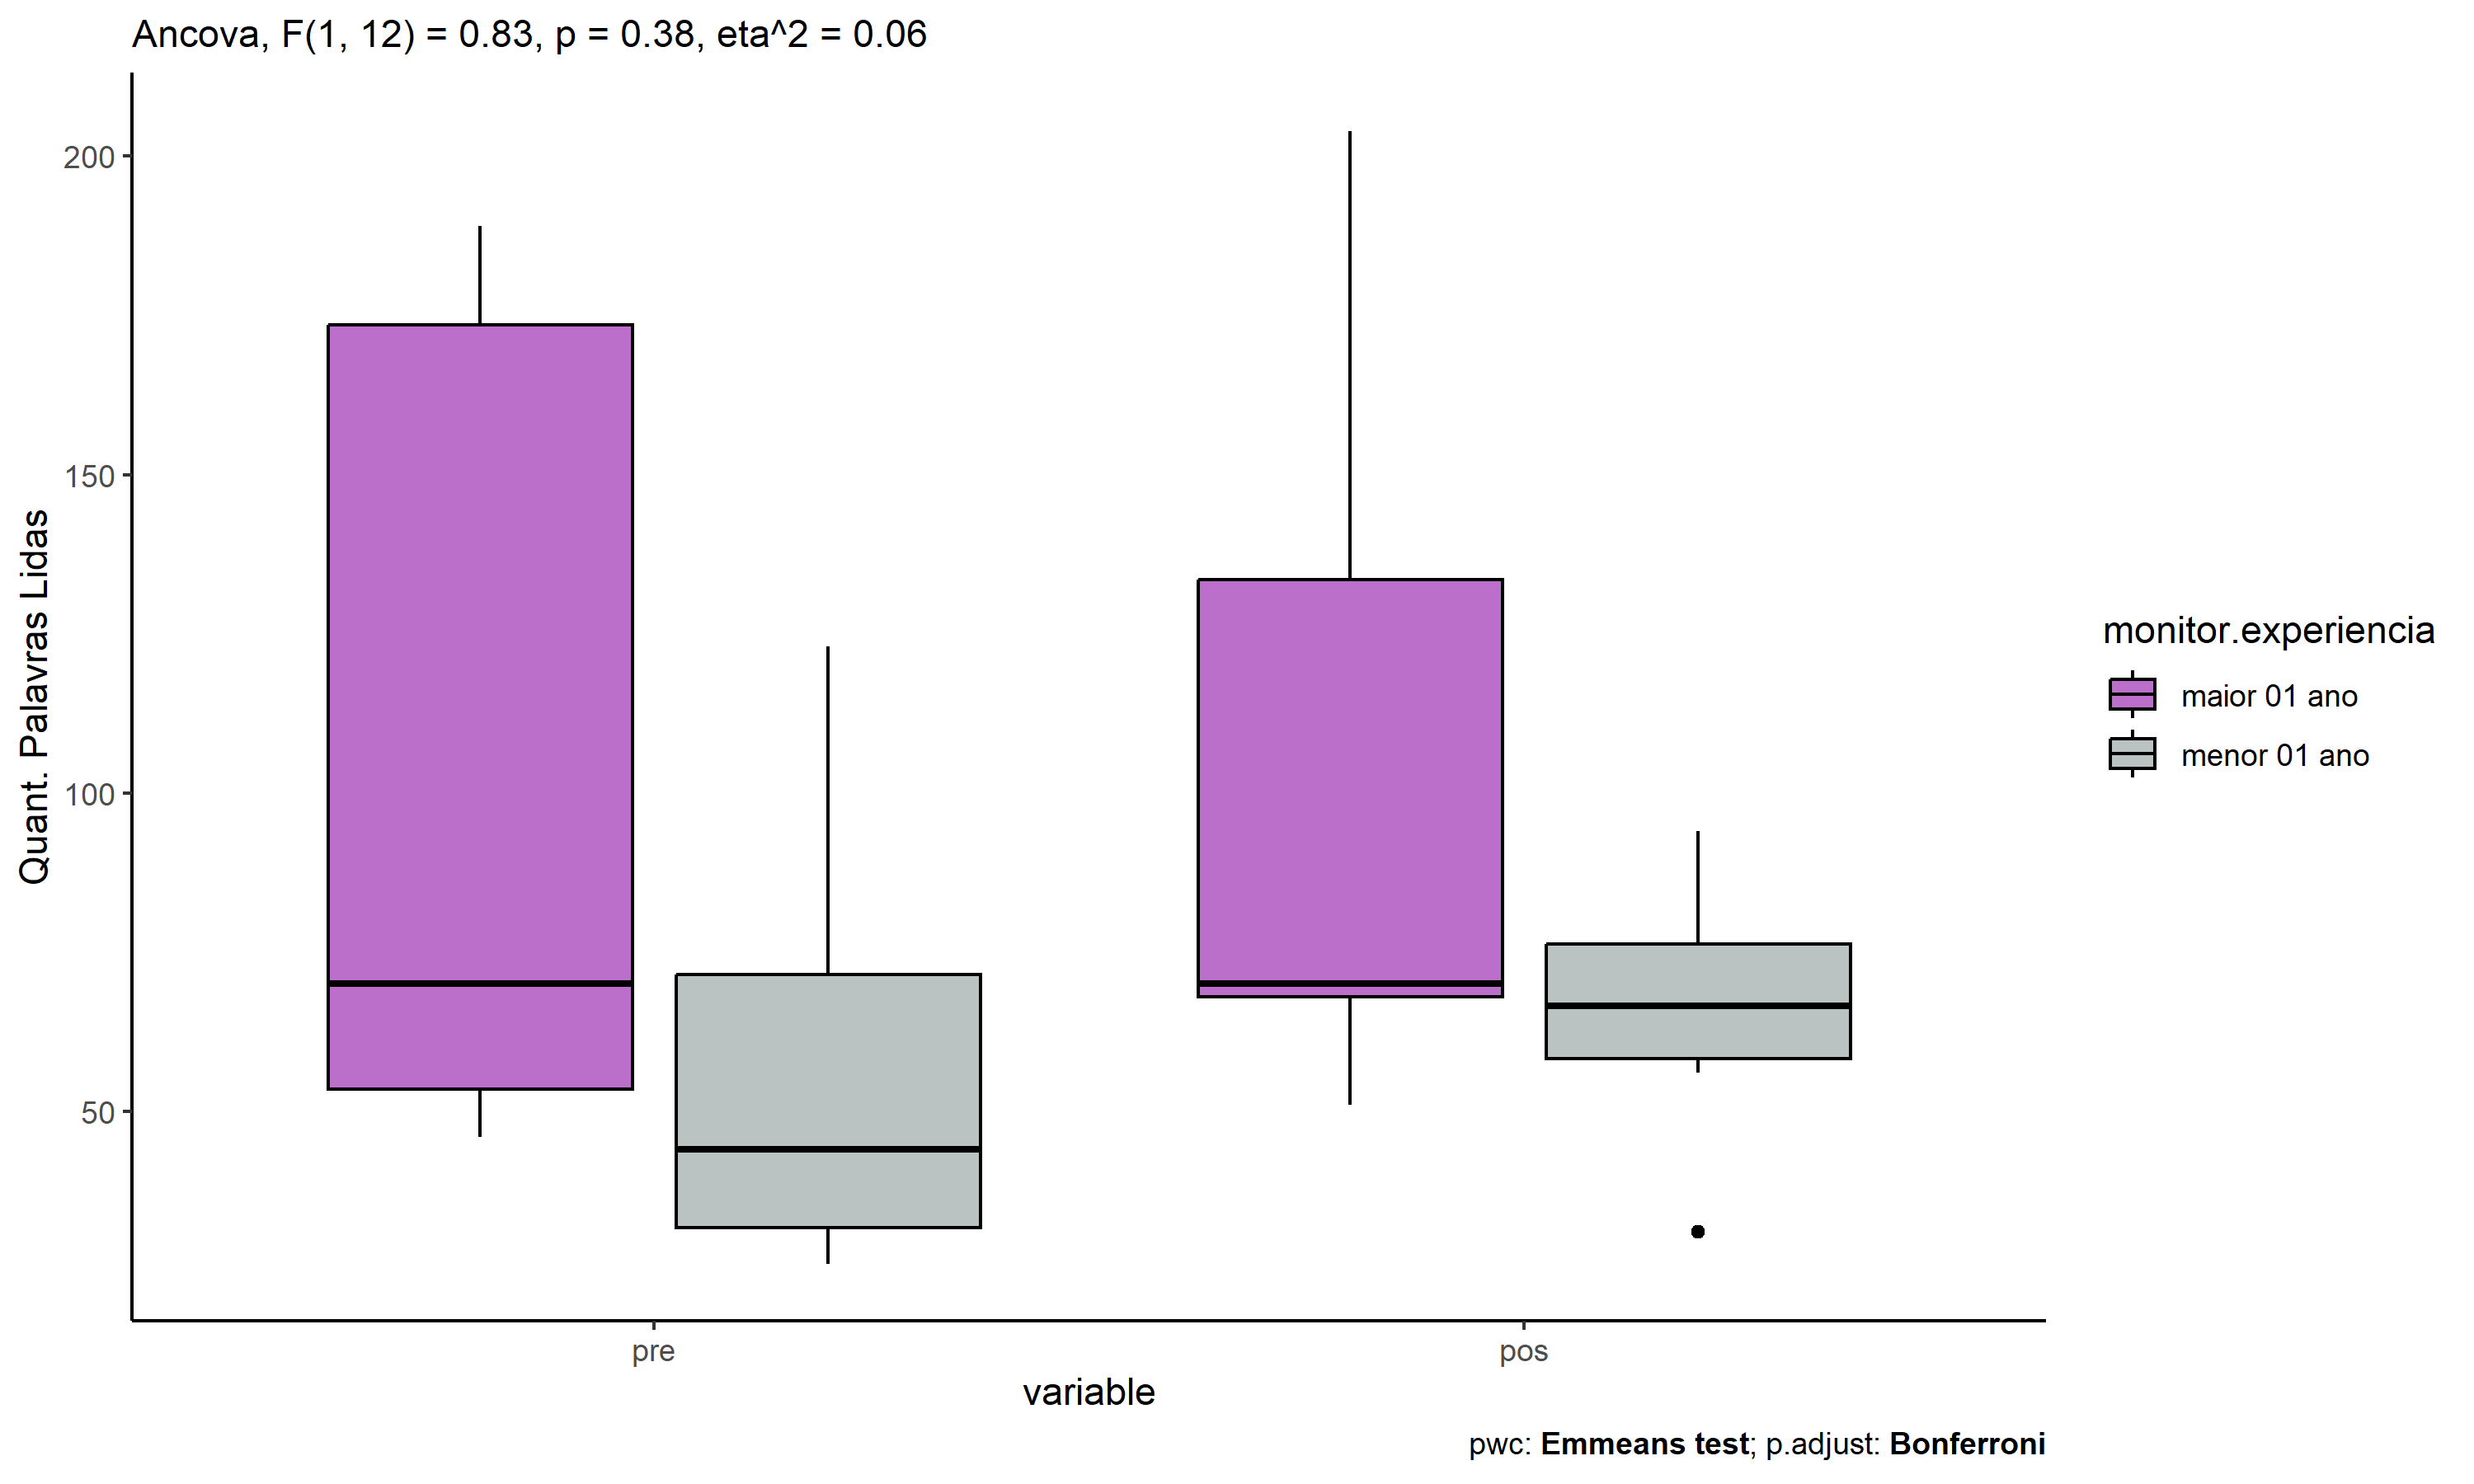 Ancova, F(1, 12) = 0.83, p = 0.38, eta^2 = 0.06
Quant. Palavras Lidas
200
150
100
50
pre
pos
variable
monitor.experiencia
maior 01 ano
menor 01 ano
pwc: Emmeans test; p.adjust: Bonferroni